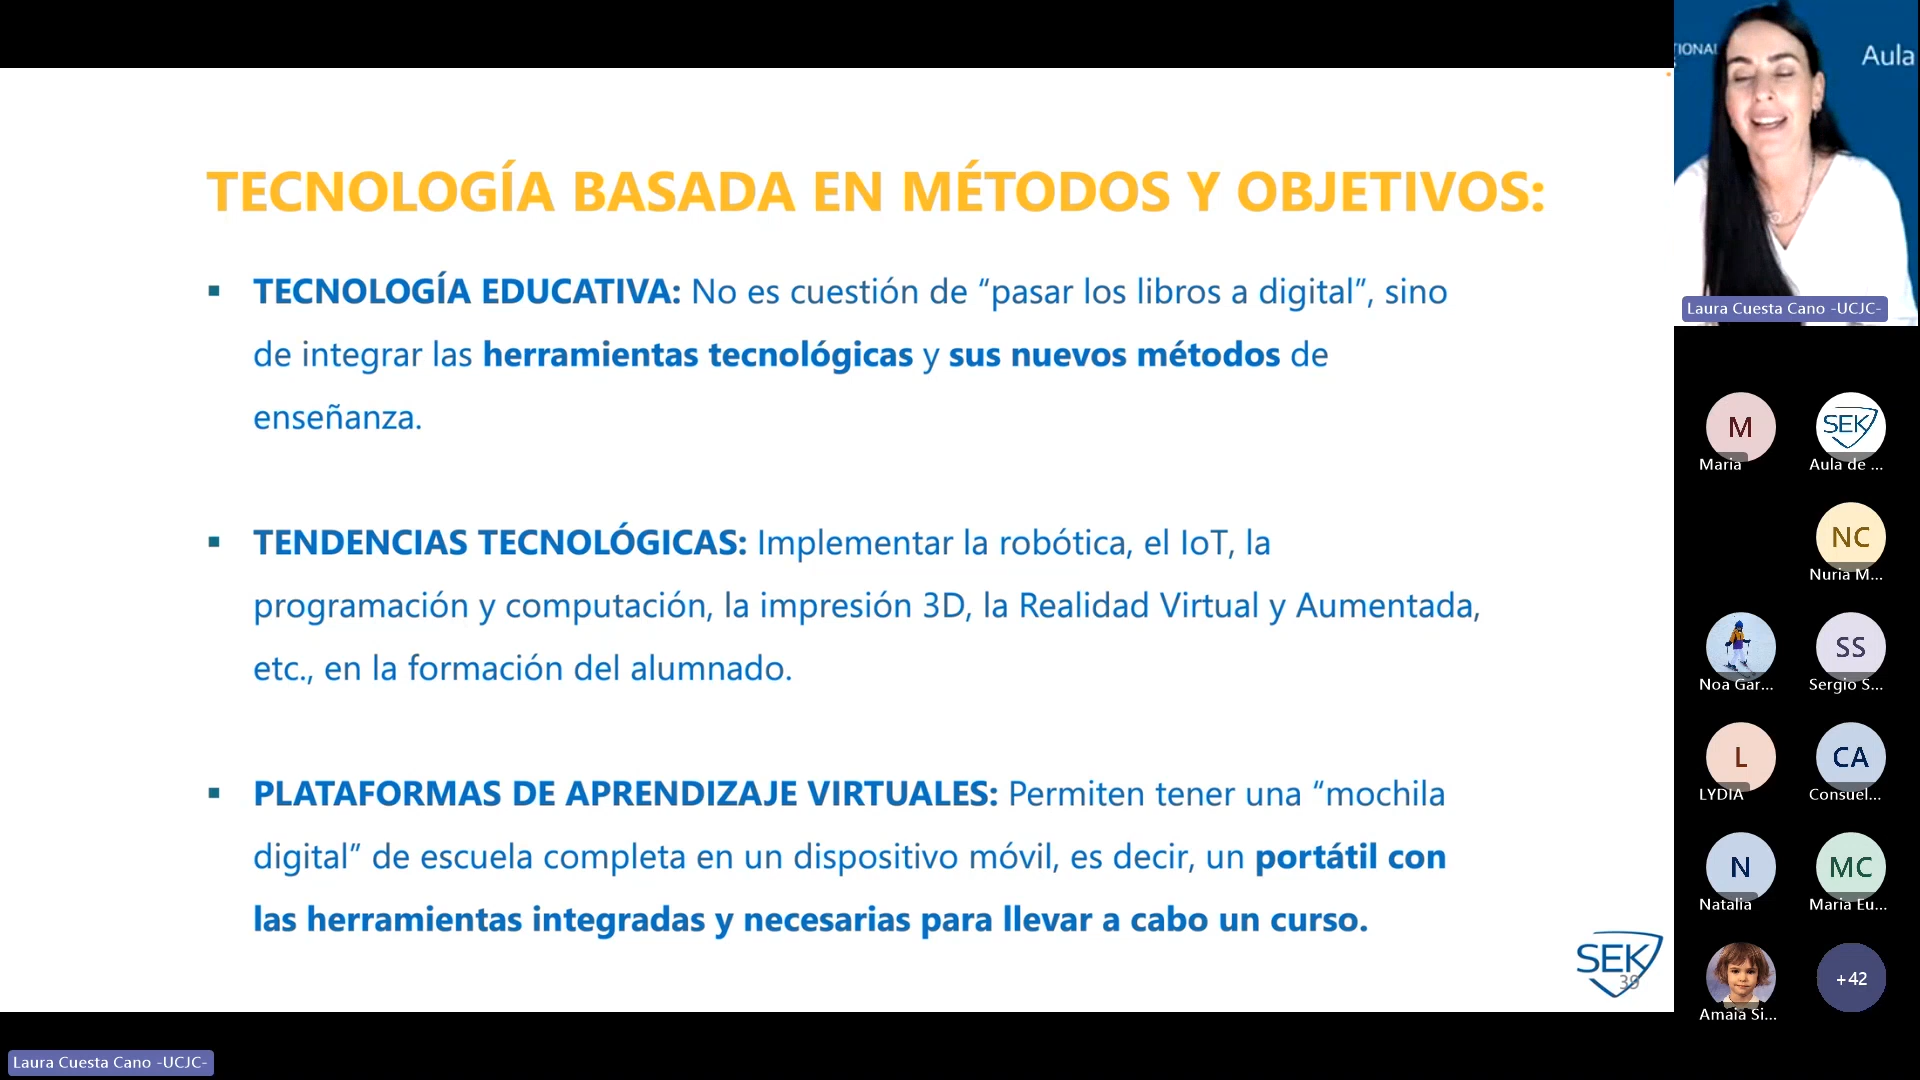 TECNOLOGÍA BASADA EN MÉTODOS Y OBJETIVOS:
▪ TECNOLOGÍA EDUCATIVA: No es cuestión de “pasar los libros a digital”, sino
de integrar las herramientas tecnológicas y sus nuevos métodos de
enseñanza.
▪ TENDENCIAS TECNOLÓGICAS: Implementar la robótica, el IoT, la
programación y computación, la impresión 3D, la Realidad Virtual y Aumentada,
etc., en la formación del alumnado.
▪ PLATAFORMAS DE APRENDIZAJE VIRTUALES: Permiten tener una “mochila
digital” de escuela completa en un dispositivo móvil, es decir, un portátil con
las herramientas integradas y necesarias para llevar a cabo un curso.
SEK
39
Laura Cuesta Cano -UCJC-
TIONAL
Aula
Laura Cuesta Cano -UCJC-
M
Maria
SEK
Aula de ...
NC
Nuria M...
Noa Gar...
SS
Sergio S...
L
LYDIA
CA
Consuel...
N
Natalia
MC
Maria Eu...
Amaia Si...
+42